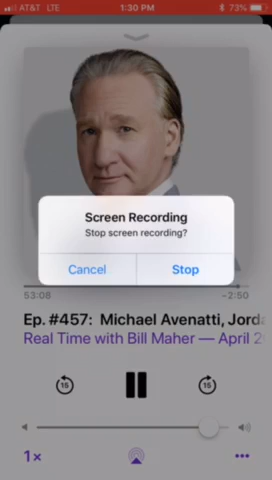 AT&T LTE 1:30 PM 73%
Screen Recording
Stop screen recording?
Cancel Stop
53:08 -2:50
Ep. #457: Michael Avenatti, Jorda
Real Time with Bill Maher — April 2
15 15
1×